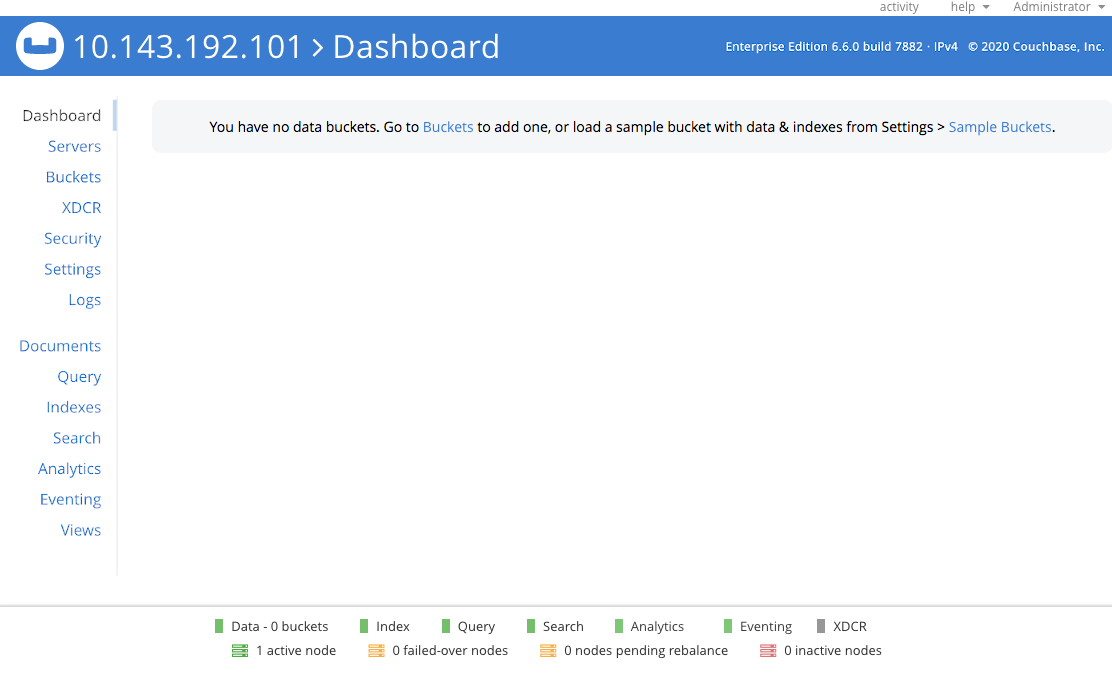 activity help Administrator
10.143.192.101 > Dashboard
Enterprise Edition 6.6.0 build 7882 · IPv4 © 2020 Couchbase, Inc.
Dashboard
Servers
Buckets
XDCR
Security
Settings
Logs
Documents
Query
Indexes
Search
Analytics
Eventing
Views
You have no data buckets. Go to Buckets to add one, or load a sample bucket with data & indexes from Settings > Sample Buckets.
Data - 0 buckets Index Query Search Analytics Eventing XDCR
1 active node 0 failed-over nodes 0 nodes pending rebalance 0 inactive nodes